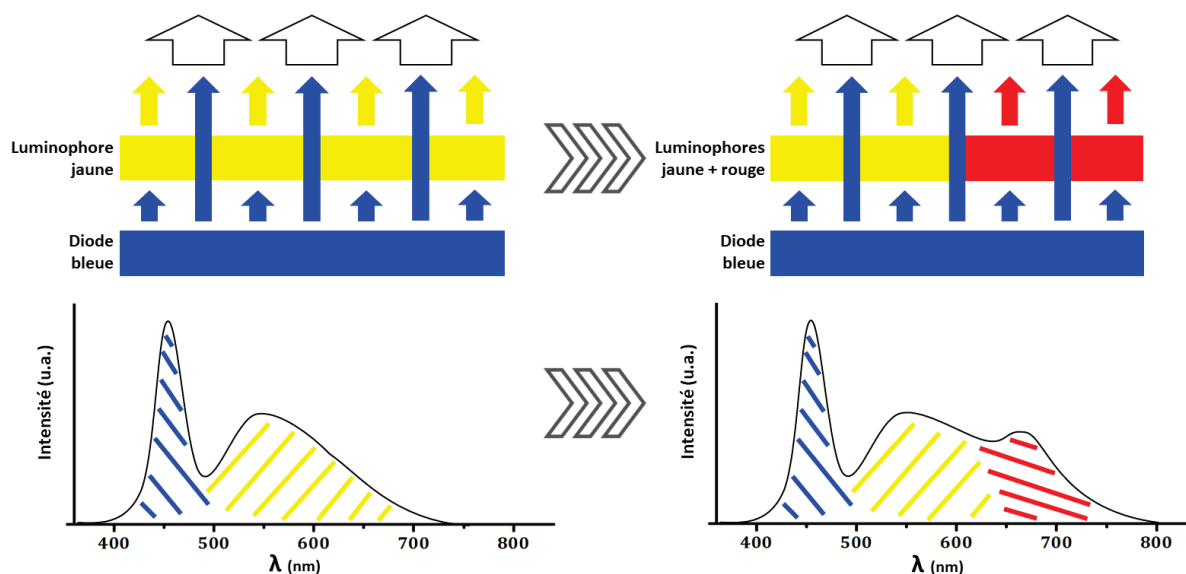 Luminophore
jaune
Diode
bleue
Luminophores
jaune + rouge
Diode
bleue
Intensité (u.a.)
400 500 600 700 800
λ (nm)
Intensité (u.a.)
400 500 600 700 800
λ (nm)